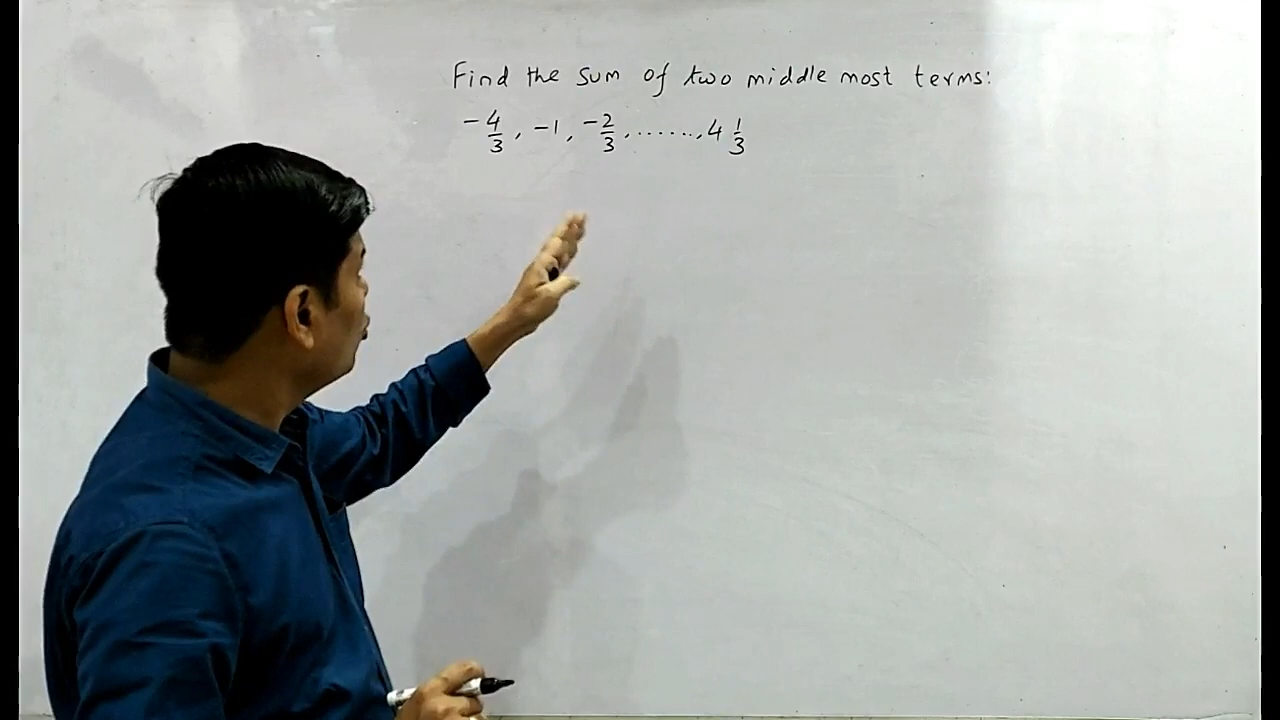 Find the sum of two middle most terms:
-4/3, -1, -2/3, ......, 4 1/3